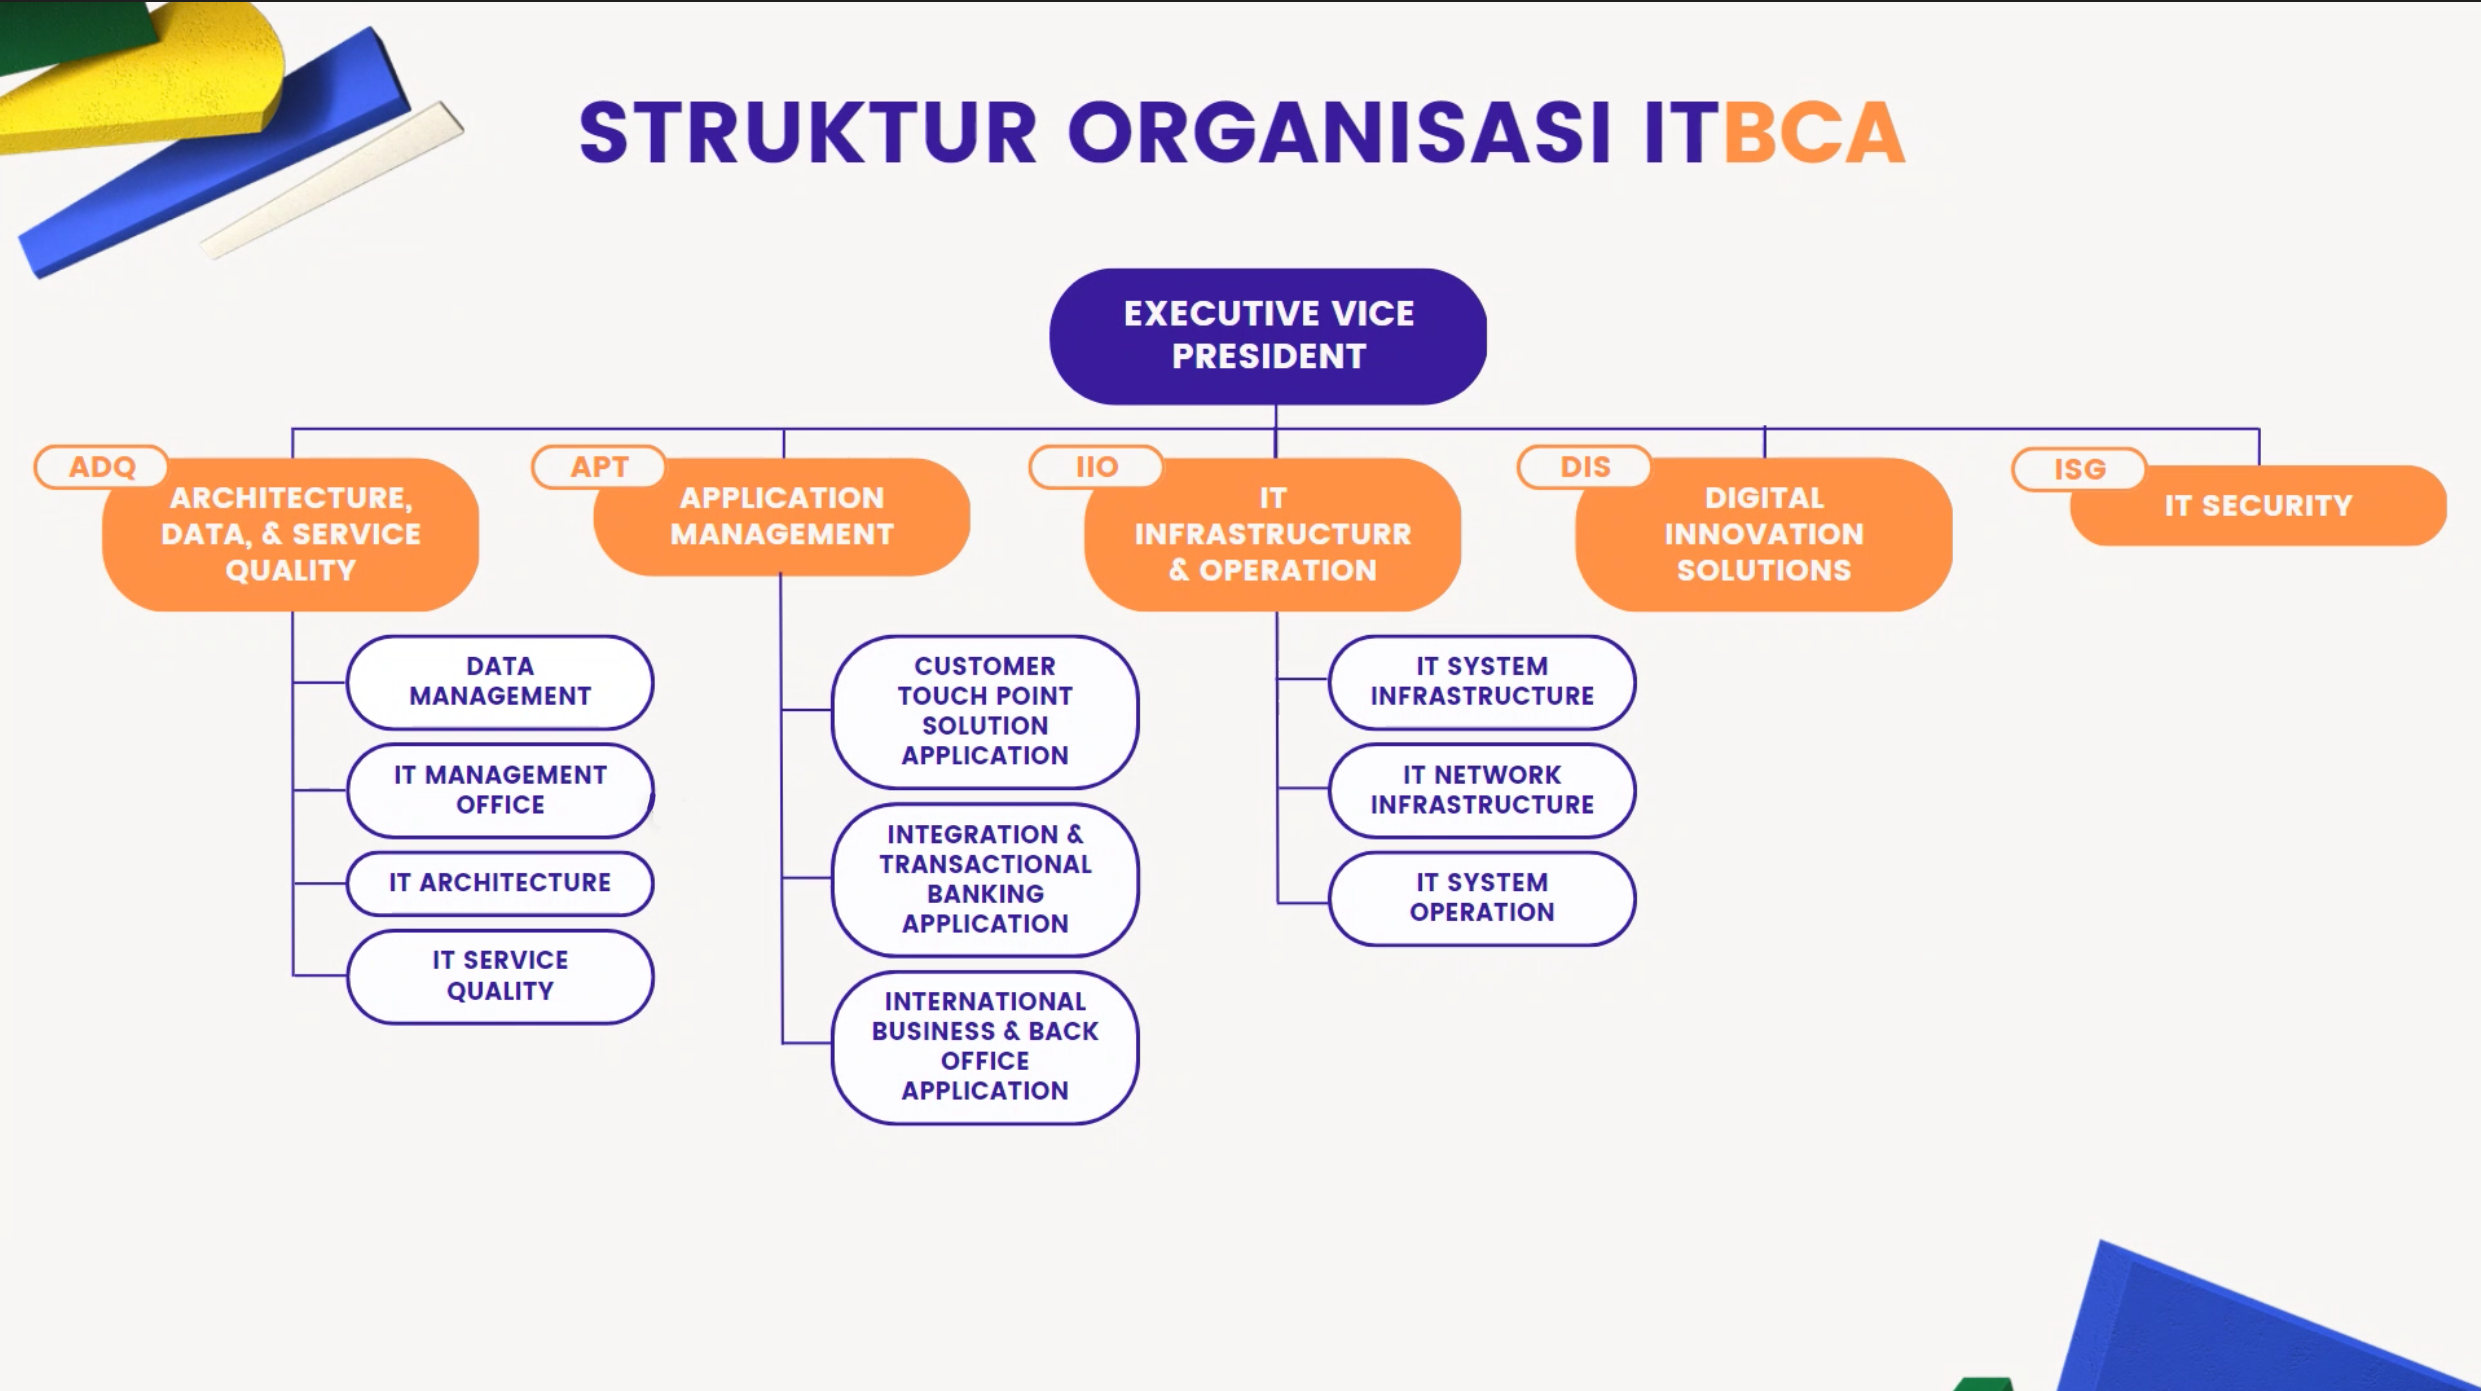 STRUKTUR ORGANISASI ITBCA
EXECUTIVE VICE
PRESIDENT
ADQ
ARCHITECTURE,
DATA, & SERVICE
QUALITY
DATA
MANAGEMENT
IT MANAGEMENT
OFFICE
IT ARCHITECTURE
IT SERVICE
QUALITY
APT
APPLICATION
MANAGEMENT
CUSTOMER
TOUCH POINT
SOLUTION
APPLICATION
INTEGRATION &
TRANSACTIONAL
BANKING
APPLICATION
INTERNATIONAL
BUSINESS & BACK
OFFICE
APPLICATION
IIO
IT
INFRASTRUCTURR
& OPERATION
IT SYSTEM
INFRASTRUCTURE
IT NETWORK
INFRASTRUCTURE
IT SYSTEM
OPERATION
DIS
DIGITAL
INNOVATION
SOLUTIONS
ISG
IT SECURITY